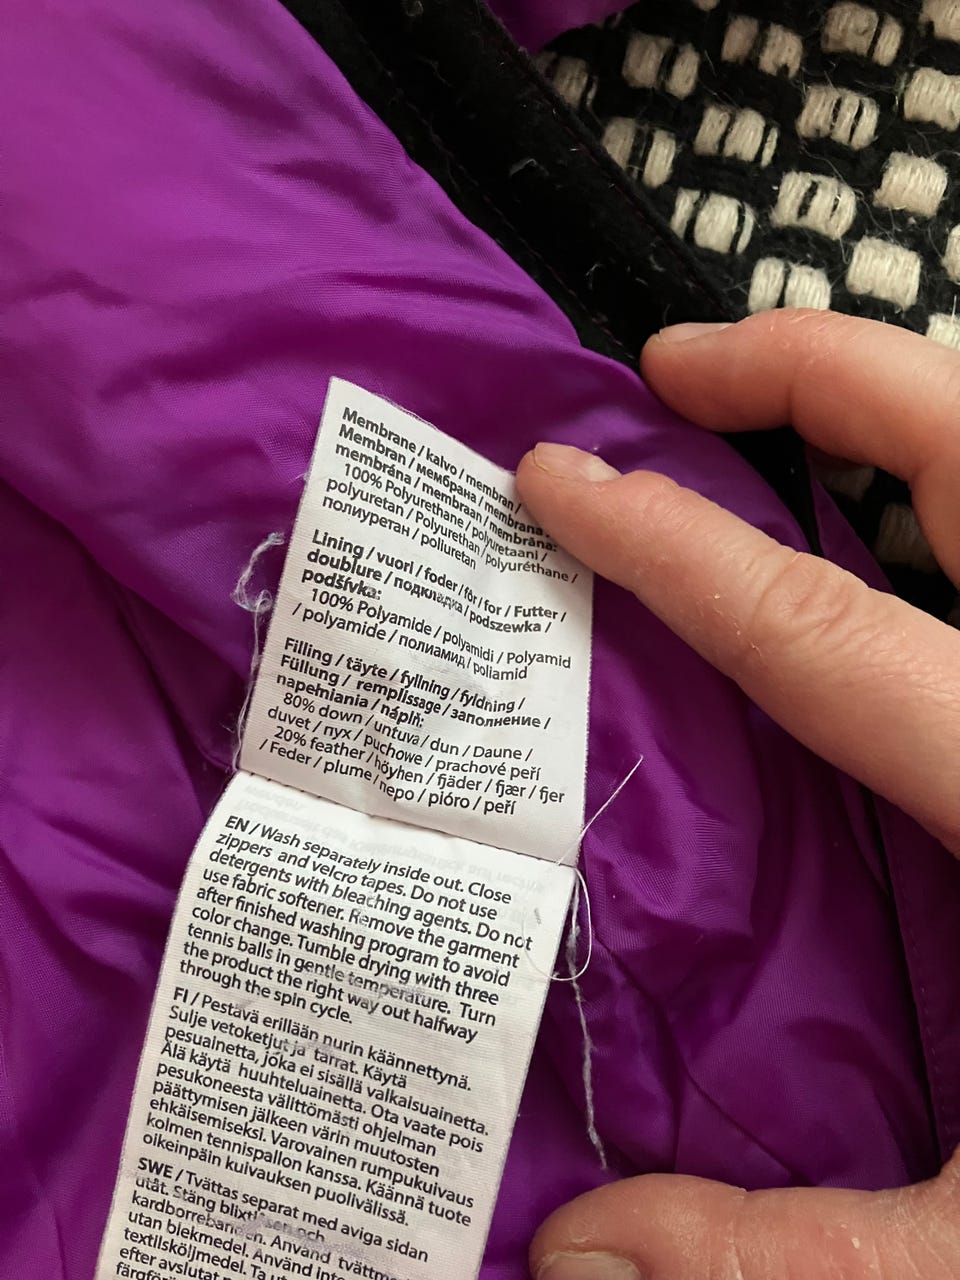 Membrane / kalvo / membran /
Membran / мембрана / membrana /
membrána / membraan / membrāna:
100% Polyurethane / polyuretaani /
polyuretan / Polyurethan / polyuréthane /
полиуретан / poliuretan
Lining / vuori / foder / fôr / for / Futter /
doublure / подкладка / podszewka /
podšívka:
100% Polyamide / polyamidi / Polyamid
/ polyamide / полиамид / poliamid
Filling / täyte / fyllning / fyldning /
Füllung / remplissage / заполнение /
napełniania / náplň:
80% down / untuva / dun / Daune /
duvet / пух / puchowe / prachové peří
20% feather / höyhen / fjäder / fjær / fjer
/ Feder / plume / перо / pióro / peří
EN / Wash separately inside out. Close
zippers and velcro tapes. Do not use
detergents with bleaching agents. Do not
use fabric softener. Remove the garment
after finished washing program to avoid
color change. Tumble drying with three
tennis balls in gentle temperature. Turn
the product the right way out halfway
through the spin cycle.
FI / Pestävä erillään nurin käännettynä.
Sulje vetoketjut ja tarrat. Käytä
pesuainetta, joka ei sisällä valkaisuainetta.
Älä käytä huuhteluainetta. Ota vaate pois
pesukoneesta välittömästi ohjelman
päättymisen jälkeen värin muutosten
ehkäisemiseksi. Varovainen rumpukuivaus
kolmen tennispallon kanssa. Käännä tuote
oikeinpäin kuivauksen puolivälissä.
SWE / Tvättas separat med aviga sidan
utåt. Stäng blixtlåsen och
kardborrebanden. Använd tvättme
utan blekmedel. Använd inte
textilsköljmedel. Ta ut
efter avslutat
färgför